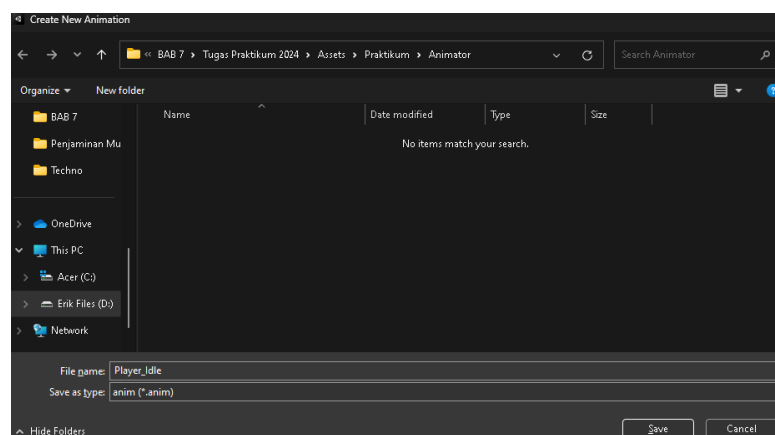 Create New Animation
« BAB 7 › Tugas Praktikum 2024 › Assets › Praktikum › Animator
Search Animator
Organize
New folder
Name Date modified Type Size
BAB 7
No items match your search.
Penjaminan Mu
Techno
OneDrive
This PC
Acer (C:)
Erik Files (D:)
Network
File name: Player_Idle
Save as type: anim (*.anim)
Hide Folders
Save
Cancel